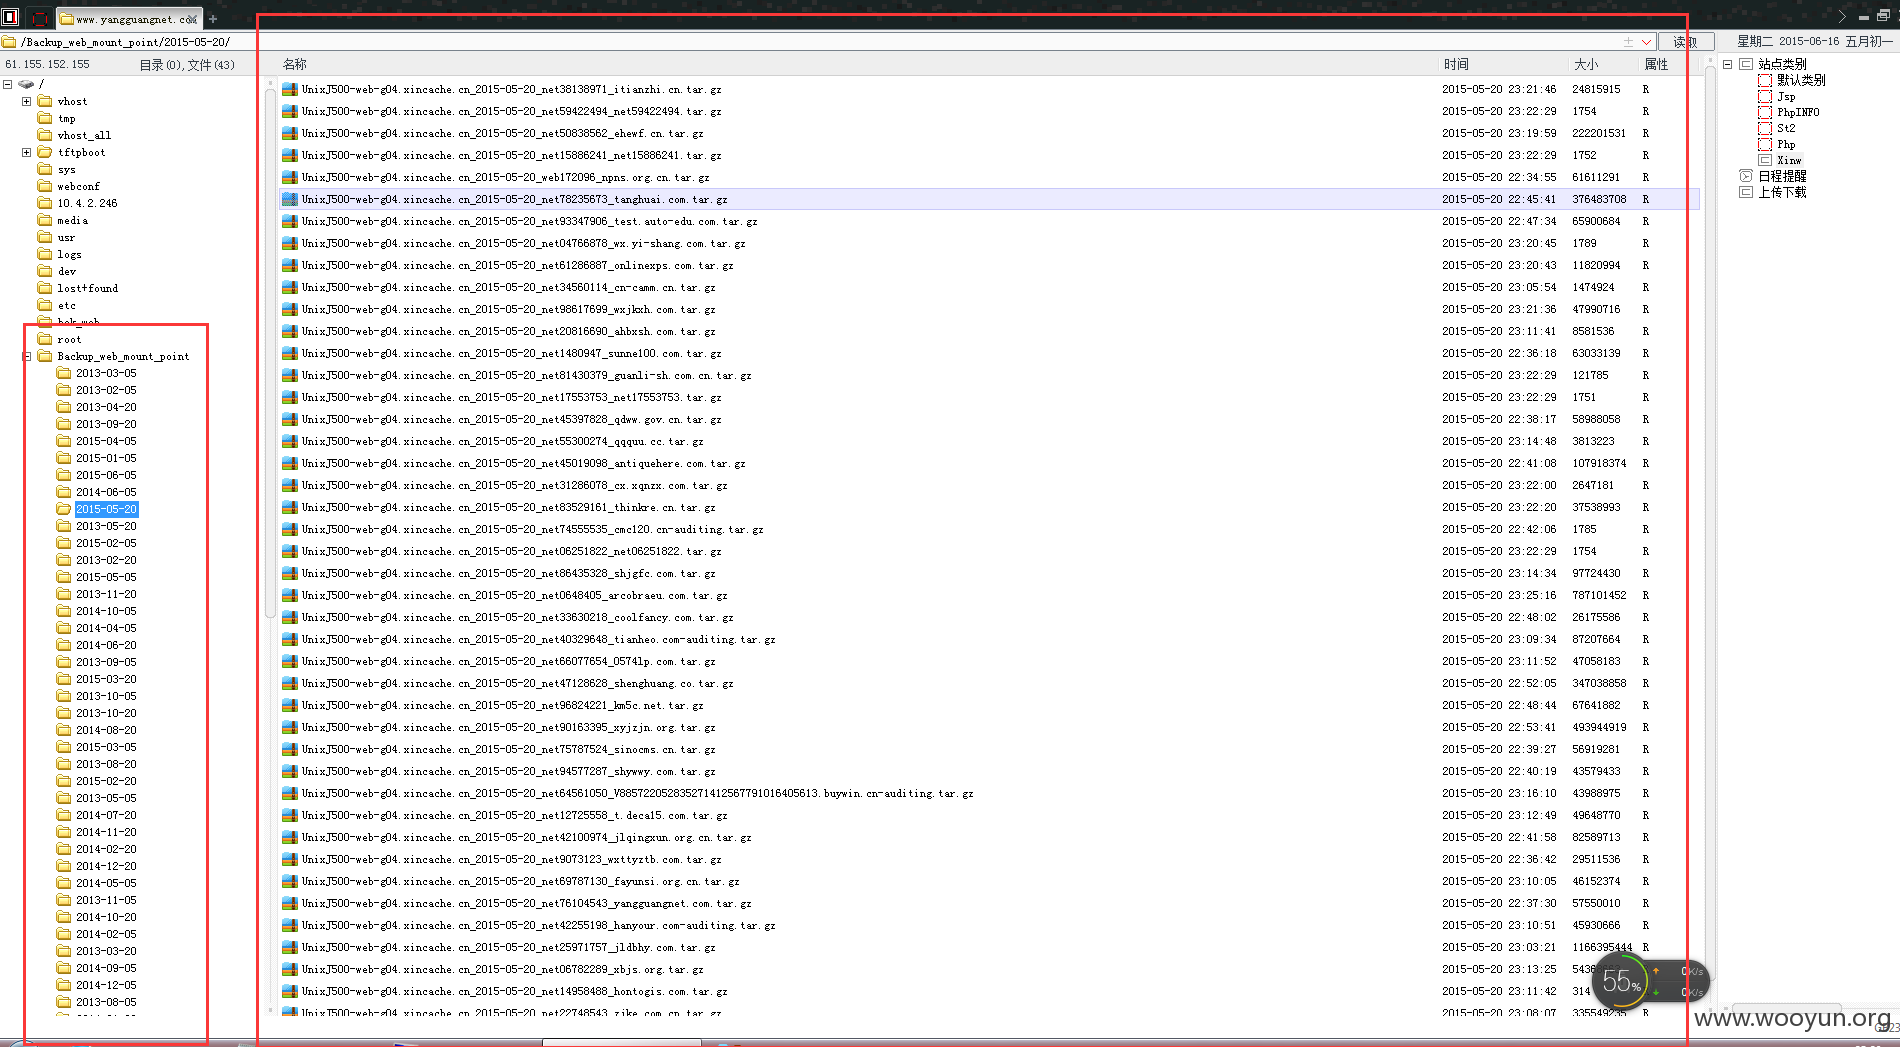 www.yangguangnet.com
/Backup_web_mount_point/2015-05-20/
读取
星期二 2015-06-16 五月初一
61.155.152.155 目录(0),文件(43)
名称 时间 大小 属性
/
vhost
tmp
vhost_all
tftpboot
sys
webconf
10.4.2.246
media
usr
logs
dev
lost+found
etc
bak_web
root
Backup_web_mount_point
2013-03-05
2013-02-05
2013-04-20
2013-09-20
2015-04-05
2015-01-05
2015-06-05
2014-06-05
2015-05-20
2013-05-20
2015-02-05
2013-02-20
2015-05-05
2013-11-20
2014-10-05
2014-04-05
2014-06-20
2013-09-05
2015-03-20
2013-10-05
2013-10-20
2014-08-20
2015-03-05
2013-08-20
2015-02-20
2013-05-05
2014-07-20
2014-11-20
2014-02-20
2014-12-20
2014-05-05
2013-11-05
2014-10-20
2014-02-05
2013-03-20
2014-09-05
2014-12-05
2013-08-05
UnixJ500-web-g04.xincache.cn_2015-05-20_net38138971_itianzhi.cn.tar.gz 2015-05-20 23:21:46 24815915 R
UnixJ500-web-g04.xincache.cn_2015-05-20_net59422494_net59422494.tar.gz 2015-05-20 23:22:29 1754 R
UnixJ500-web-g04.xincache.cn_2015-05-20_net50838562_ehewf.cn.tar.gz 2015-05-20 23:19:59 222201531 R
UnixJ500-web-g04.xincache.cn_2015-05-20_net15886241_net15886241.tar.gz 2015-05-20 23:22:29 1752 R
UnixJ500-web-g04.xincache.cn_2015-05-20_web172096_npns.org.cn.tar.gz 2015-05-20 22:34:55 61611291 R
UnixJ500-web-g04.xincache.cn_2015-05-20_net78235673_tanghuai.com.tar.gz 2015-05-20 22:45:41 376483708 R
UnixJ500-web-g04.xincache.cn_2015-05-20_net93347906_test.auto-edu.com.tar.gz 2015-05-20 22:47:34 65900684 R
UnixJ500-web-g04.xincache.cn_2015-05-20_net04766878_wx.yi-shang.com.tar.gz 2015-05-20 23:20:45 1789 R
UnixJ500-web-g04.xincache.cn_2015-05-20_net61286887_onlinexps.com.tar.gz 2015-05-20 23:20:43 11820994 R
UnixJ500-web-g04.xincache.cn_2015-05-20_net34560114_cn-camm.cn.tar.gz 2015-05-20 23:05:54 1474924 R
UnixJ500-web-g04.xincache.cn_2015-05-20_net98617699_wxjkxh.com.tar.gz 2015-05-20 23:21:36 47990716 R
UnixJ500-web-g04.xincache.cn_2015-05-20_net20816690_ahbxsh.com.tar.gz 2015-05-20 23:11:41 8581536 R
UnixJ500-web-g04.xincache.cn_2015-05-20_net1480947_sunne100.com.tar.gz 2015-05-20 22:36:18 63033139 R
UnixJ500-web-g04.xincache.cn_2015-05-20_net81430379_guanli-sh.com.cn.tar.gz 2015-05-20 23:22:29 121785 R
UnixJ500-web-g04.xincache.cn_2015-05-20_net17553753_net17553753.tar.gz 2015-05-20 23:22:29 1751 R
UnixJ500-web-g04.xincache.cn_2015-05-20_net45397828_qdww.gov.cn.tar.gz 2015-05-20 22:38:17 58988058 R
UnixJ500-web-g04.xincache.cn_2015-05-20_net55300274_qqquu.cc.tar.gz 2015-05-20 23:14:48 3813223 R
UnixJ500-web-g04.xincache.cn_2015-05-20_net45019098_antiquehere.com.tar.gz 2015-05-20 22:41:08 107918374 R
UnixJ500-web-g04.xincache.cn_2015-05-20_net31286078_cx.xqnzx.com.tar.gz 2015-05-20 23:22:00 2647181 R
UnixJ500-web-g04.xincache.cn_2015-05-20_net83529161_thinkre.cn.tar.gz 2015-05-20 23:22:20 37538993 R
UnixJ500-web-g04.xincache.cn_2015-05-20_net74555535_cmc120.cn-auditing.tar.gz 2015-05-20 22:42:06 1785 R
UnixJ500-web-g04.xincache.cn_2015-05-20_net06251822_net06251822.tar.gz 2015-05-20 23:22:29 1754 R
UnixJ500-web-g04.xincache.cn_2015-05-20_net86435328_shjgfc.com.tar.gz 2015-05-20 23:14:34 97724430 R
UnixJ500-web-g04.xincache.cn_2015-05-20_net0648405_arcobraeu.com.tar.gz 2015-05-20 23:25:16 787101452 R
UnixJ500-web-g04.xincache.cn_2015-05-20_net33630218_coolfancy.com.tar.gz 2015-05-20 22:48:02 26175586 R
UnixJ500-web-g04.xincache.cn_2015-05-20_net40329648_tianheo.com-auditing.tar.gz 2015-05-20 23:09:34 87207664 R
UnixJ500-web-g04.xincache.cn_2015-05-20_net66077654_0574lp.com.tar.gz 2015-05-20 23:11:52 47058183 R
UnixJ500-web-g04.xincache.cn_2015-05-20_net47128628_shenghuang.co.tar.gz 2015-05-20 22:52:05 347038858 R
UnixJ500-web-g04.xincache.cn_2015-05-20_net96824221_km5c.net.tar.gz 2015-05-20 22:48:44 67641882 R
UnixJ500-web-g04.xincache.cn_2015-05-20_net90163395_xyjzjn.org.tar.gz 2015-05-20 22:53:41 493944919 R
UnixJ500-web-g04.xincache.cn_2015-05-20_net75787524_sinocms.cn.tar.gz 2015-05-20 22:39:27 56919281 R
UnixJ500-web-g04.xincache.cn_2015-05-20_net94577287_shywwy.com.tar.gz 2015-05-20 22:40:19 43579433 R
UnixJ500-web-g04.xincache.cn_2015-05-20_net64561050_V885722052835271412567791016405613.buywin.cn-auditing.tar.gz 2015-05-20 23:16:10 43988975 R
UnixJ500-web-g04.xincache.cn_2015-05-20_net12725558_t.deca15.com.tar.gz 2015-05-20 23:12:49 49648770 R
UnixJ500-web-g04.xincache.cn_2015-05-20_net42100974_jlqingxun.org.cn.tar.gz 2015-05-20 22:41:58 82589713 R
UnixJ500-web-g04.xincache.cn_2015-05-20_net9073123_wxttyztb.com.tar.gz 2015-05-20 22:36:42 29511536 R
UnixJ500-web-g04.xincache.cn_2015-05-20_net69787130_fayunsi.org.cn.tar.gz 2015-05-20 23:10:05 46152374 R
UnixJ500-web-g04.xincache.cn_2015-05-20_net76104543_yangguangnet.com.tar.gz 2015-05-20 22:37:30 57550010 R
UnixJ500-web-g04.xincache.cn_2015-05-20_net42255198_hanyour.com-auditing.tar.gz 2015-05-20 23:10:51 45930666 R
UnixJ500-web-g04.xincache.cn_2015-05-20_net25971757_jldbhy.com.tar.gz 2015-05-20 23:03:21 1166395444 R
UnixJ500-web-g04.xincache.cn_2015-05-20_net06782289_xbjs.org.tar.gz 2015-05-20 23:13:25
UnixJ500-web-g04.xincache.cn_2015-05-20_net14958488_hontogis.com.tar.gz 2015-05-20 23:11:42 314
UnixJ500-web-g04.xincache.cn_2015-05-20_net22748543_zike.com.cn.tar.gz 2015-05-20 23:08:07 335549235 R
站点类别
默认类别
Jsp
PhpINFO
St2
Php
Xinw
日程提醒
上传下载
55%
0K/s
0K/s
www.wooyun.org